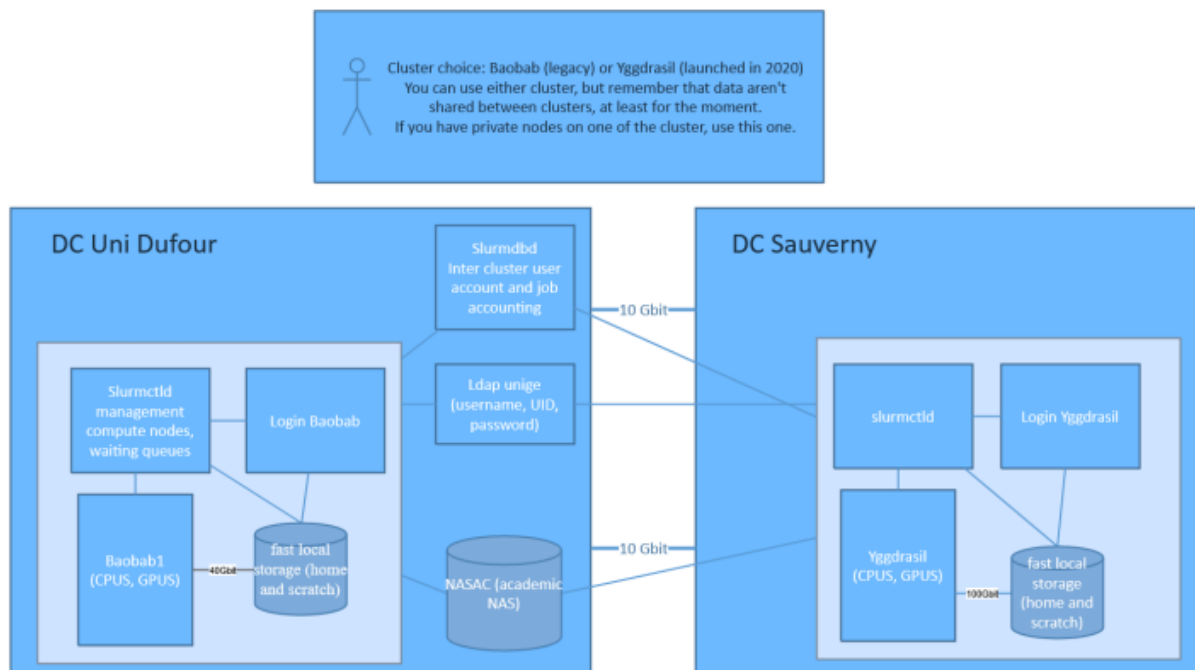 Cluster choice: Baobab (legacy) or Yggdrasil (launched in 2020)
You can use either cluster, but remember that data aren't
shared between clusters, at least for the moment.
If you have private nodes on one of the cluster, use this one.
DC Uni Dufour
Slurmdbd
Inter cluster user
account and job
accounting
Ldap unige
(username, UID,
password)
Slurmctld
management
compute nodes,
waiting queues
Login Baobab
Baobab1
(CPUS, GPUS)
40Gbit
fast local
storage (home
and scratch)
NASAC (academic
NAS)
10 Gbit
10 Gbit
DC Sauverny
slurmctld
Login Yggdrasil
Yggdrasil
(CPUS, GPUS)
100Gbit
fast local
storage
(home and
scratch)